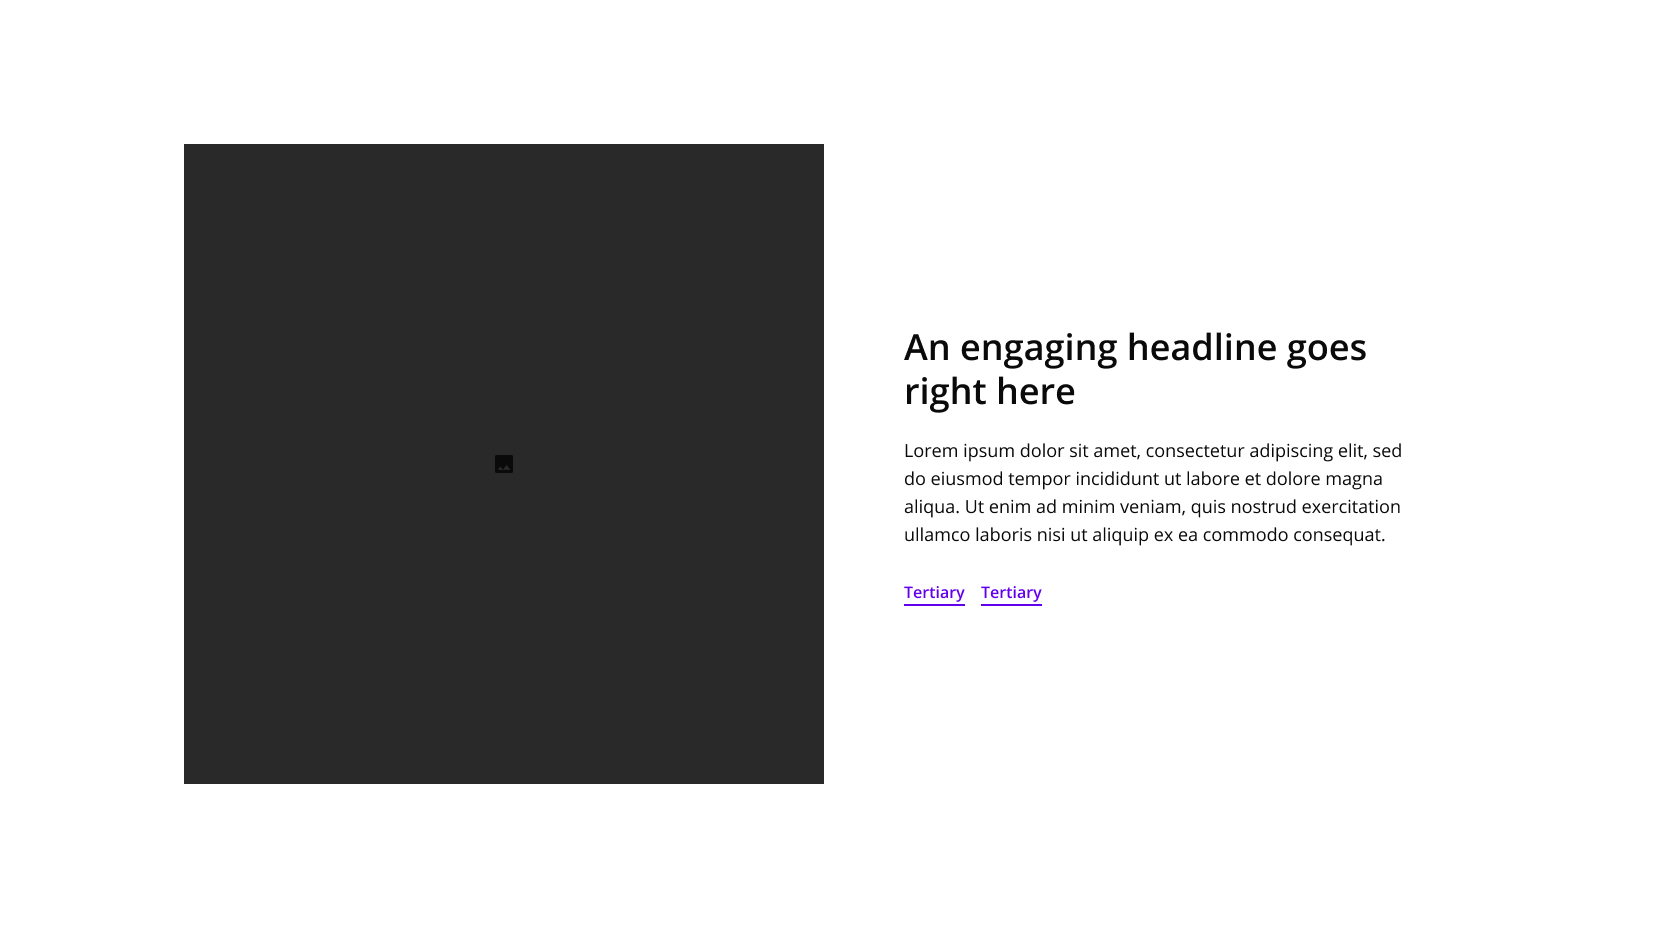 An engaging headline goes
right here
Lorem ipsum dolor sit amet, consectetur adipiscing elit, sed
do eiusmod tempor incididunt ut labore et dolore magna
aliqua. Ut enim ad minim veniam, quis nostrud exercitation
ullamco laboris nisi ut aliquip ex ea commodo consequat.
Tertiary Tertiary